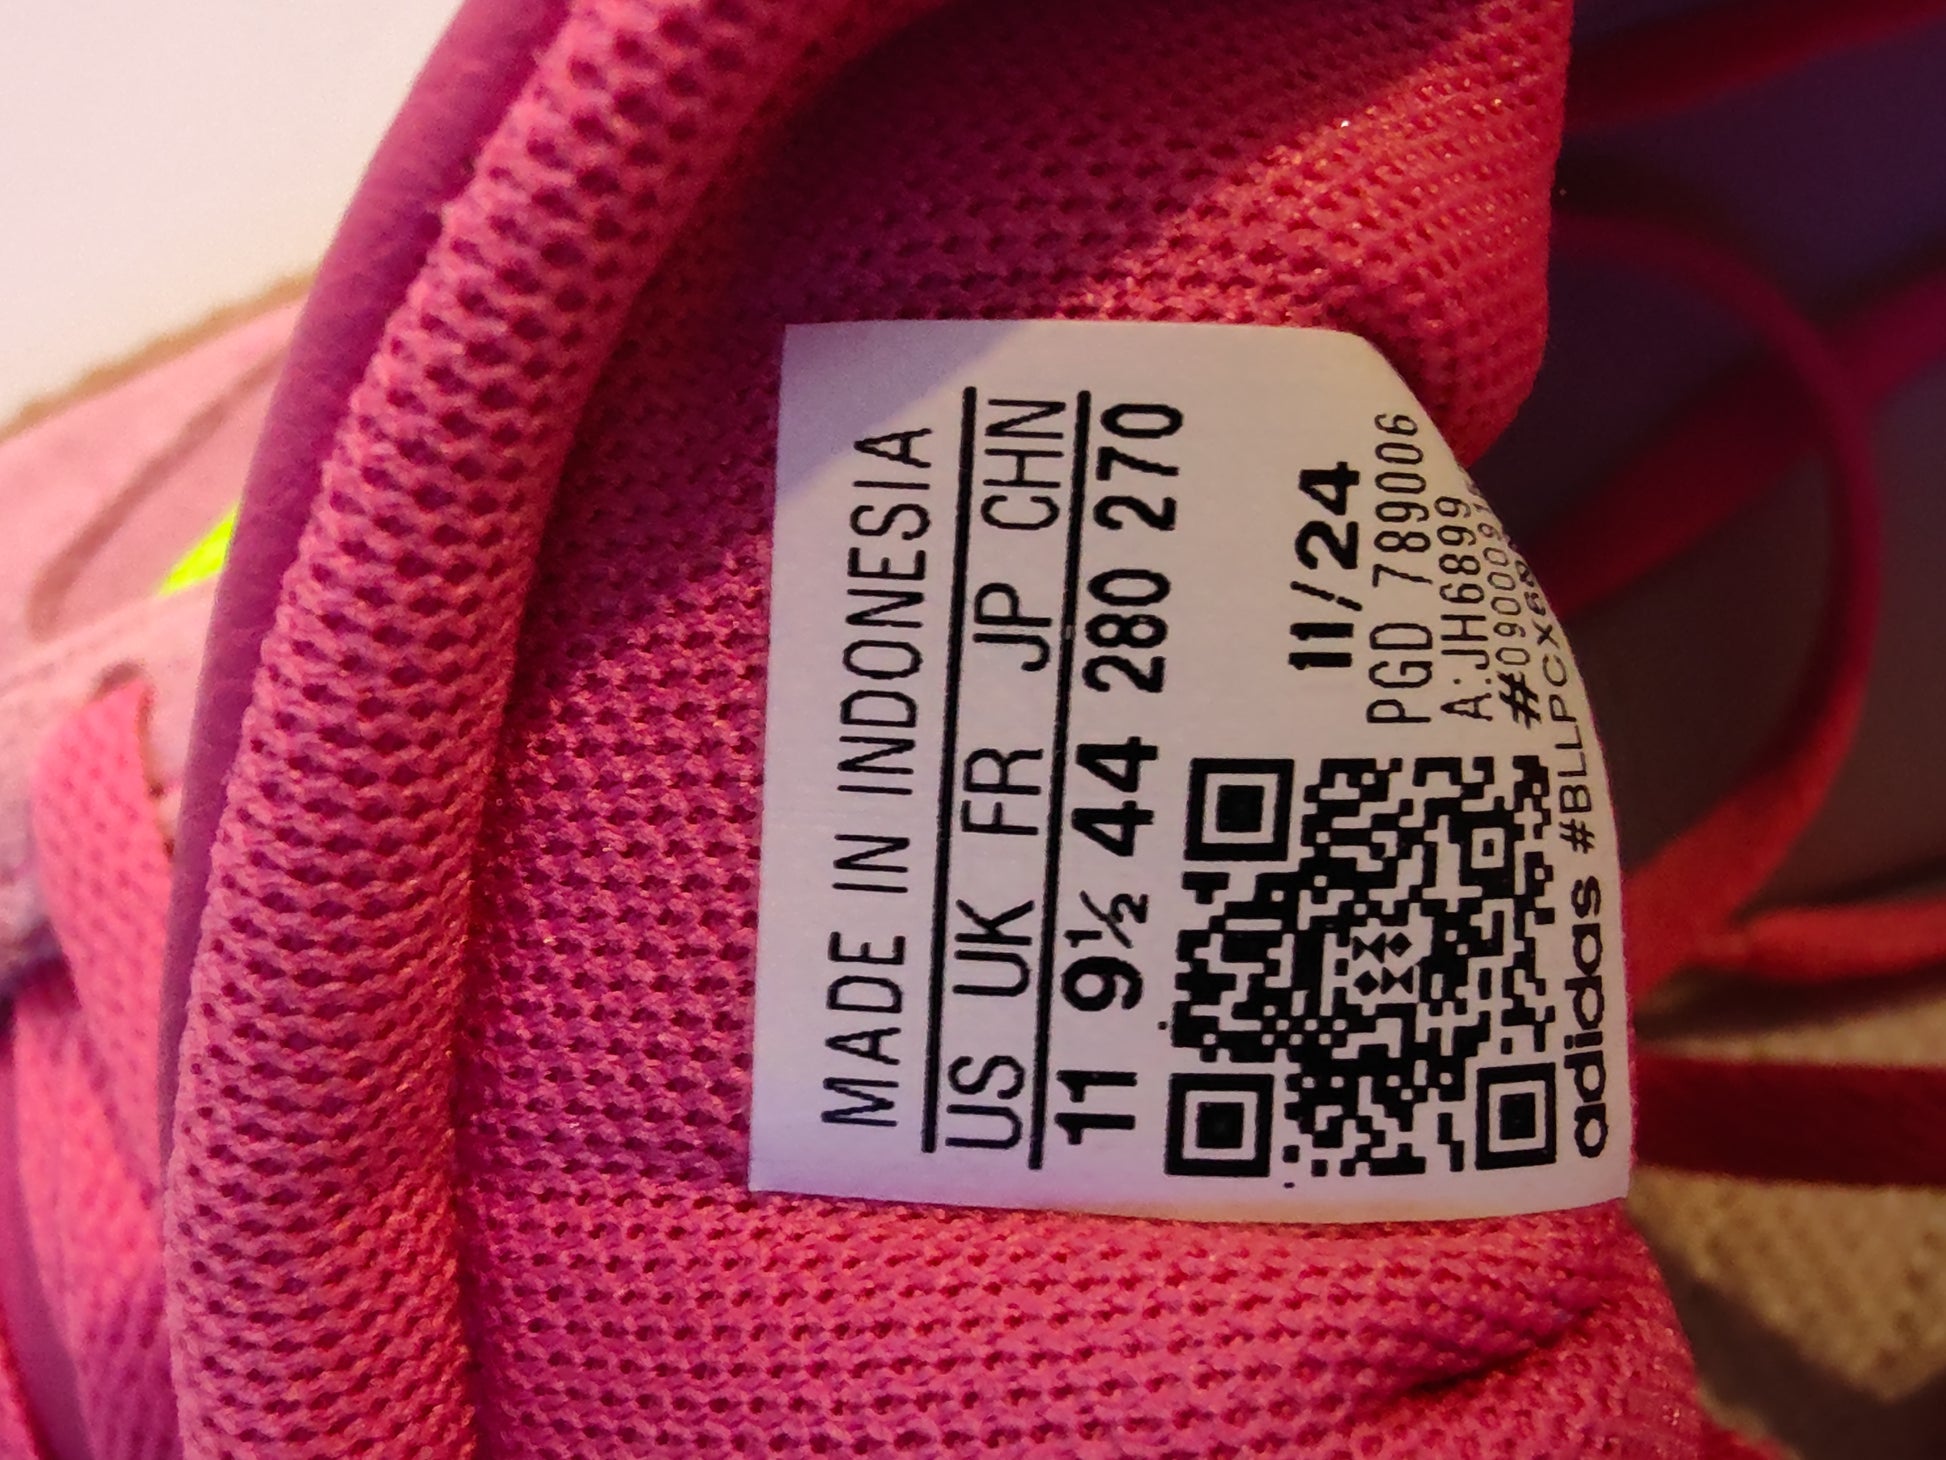 MADE IN INDONESIA
US UK FR JP CHN
11 9½ 44 280 270
11/24
PGD 789006
A:JH6899
adidas